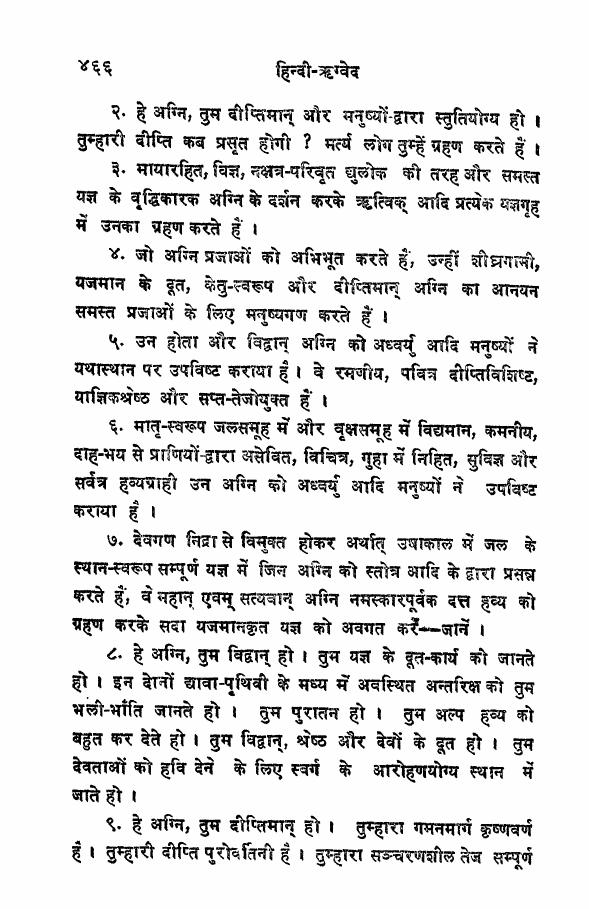 ४६६
हिन्दी-ऋग्वेद
२. हे अग्नि, तुम दीप्तिमान् और मनुष्यों-द्वारा स्तुतियोग्य हो ।
तुम्हारी दीप्ति कब प्रसृत होगी ? मर्त्य लोग तुम्हें ग्रहण करते हैं ।
३. मायारहित, विज्ञ, नक्षत्र-परिवृत द्युलोक की तरह और समस्त
यज्ञ के वृद्धिकारक अग्नि के दर्शन करके ऋत्विक् आदि प्रत्येक यज्ञगृह
में उनका ग्रहण करते हैं ।
४. जो अग्नि प्रजाओं को अभिभूत करते हैं, उन्हीं शीघ्रगामी,
यजमान के दूत, केतु-स्वरूप और दीप्तिमान् अग्नि का आनयन
समस्त प्रजाओं के लिए मनुष्यगण करते हैं ।
५. उन होता और विद्वान् अग्नि को अध्वर्यु आदि मनुष्यों ने
यथास्थान पर उपविष्ट कराया है । वे रमणीय, पवित्र दीप्तिविशिष्ट,
याज्ञिकश्रेष्ठ और सप्त-तेजोयुक्त हैं ।
६. मातृ-स्वरूप जलसमूह में और वृक्षसमूह में विद्यमान, कमनीय,
दाह-भय से प्राणियों-द्वारा असेवित, विचित्र, गुहा में निहित, सुविज्ञ और
सर्वत्र हव्यग्राही उन अग्नि को अध्वर्यु आदि मनुष्यों ने उपविष्ट
कराया है ।
७. देवगण निद्रा से विमुक्त होकर अर्थात् उषाकाल में जल के
स्थान-स्वरूप सम्पूर्ण यज्ञ में जिन अग्नि को स्तोत्र आदि के द्वारा प्रसन्न
करते हैं, वे महान् एवम् सत्यवान् अग्नि नमस्कारपूर्वक दत्त हव्य को
ग्रहण करके सदा यजमानकृत यज्ञ को अवगत करें—जानें ।
८. हे अग्नि, तुम विद्वान् हो । तुम यज्ञ के दूत-कार्य को जानते
हो । इन दोनों द्यावा-पृथिवी के मध्य में अवस्थित अन्तरिक्ष को तुम
भली-भाँति जानते हो । तुम पुरातन हो । तुम अल्प हव्य को
बहुत कर देते हो । तुम विद्वान्, श्रेष्ठ और देवों के दूत हो । तुम
देवताओं को हवि देने के लिए स्वर्ग के आरोहणयोग्य स्थान में
जाते हो ।
९. हे अग्नि, तुम दीप्तिमान् हो । तुम्हारा गमनमार्ग कृष्णवर्ण
है । तुम्हारी दीप्ति पुरोवर्तिनी है । तुम्हारा सञ्चरणशील तेज सम्पूर्ण